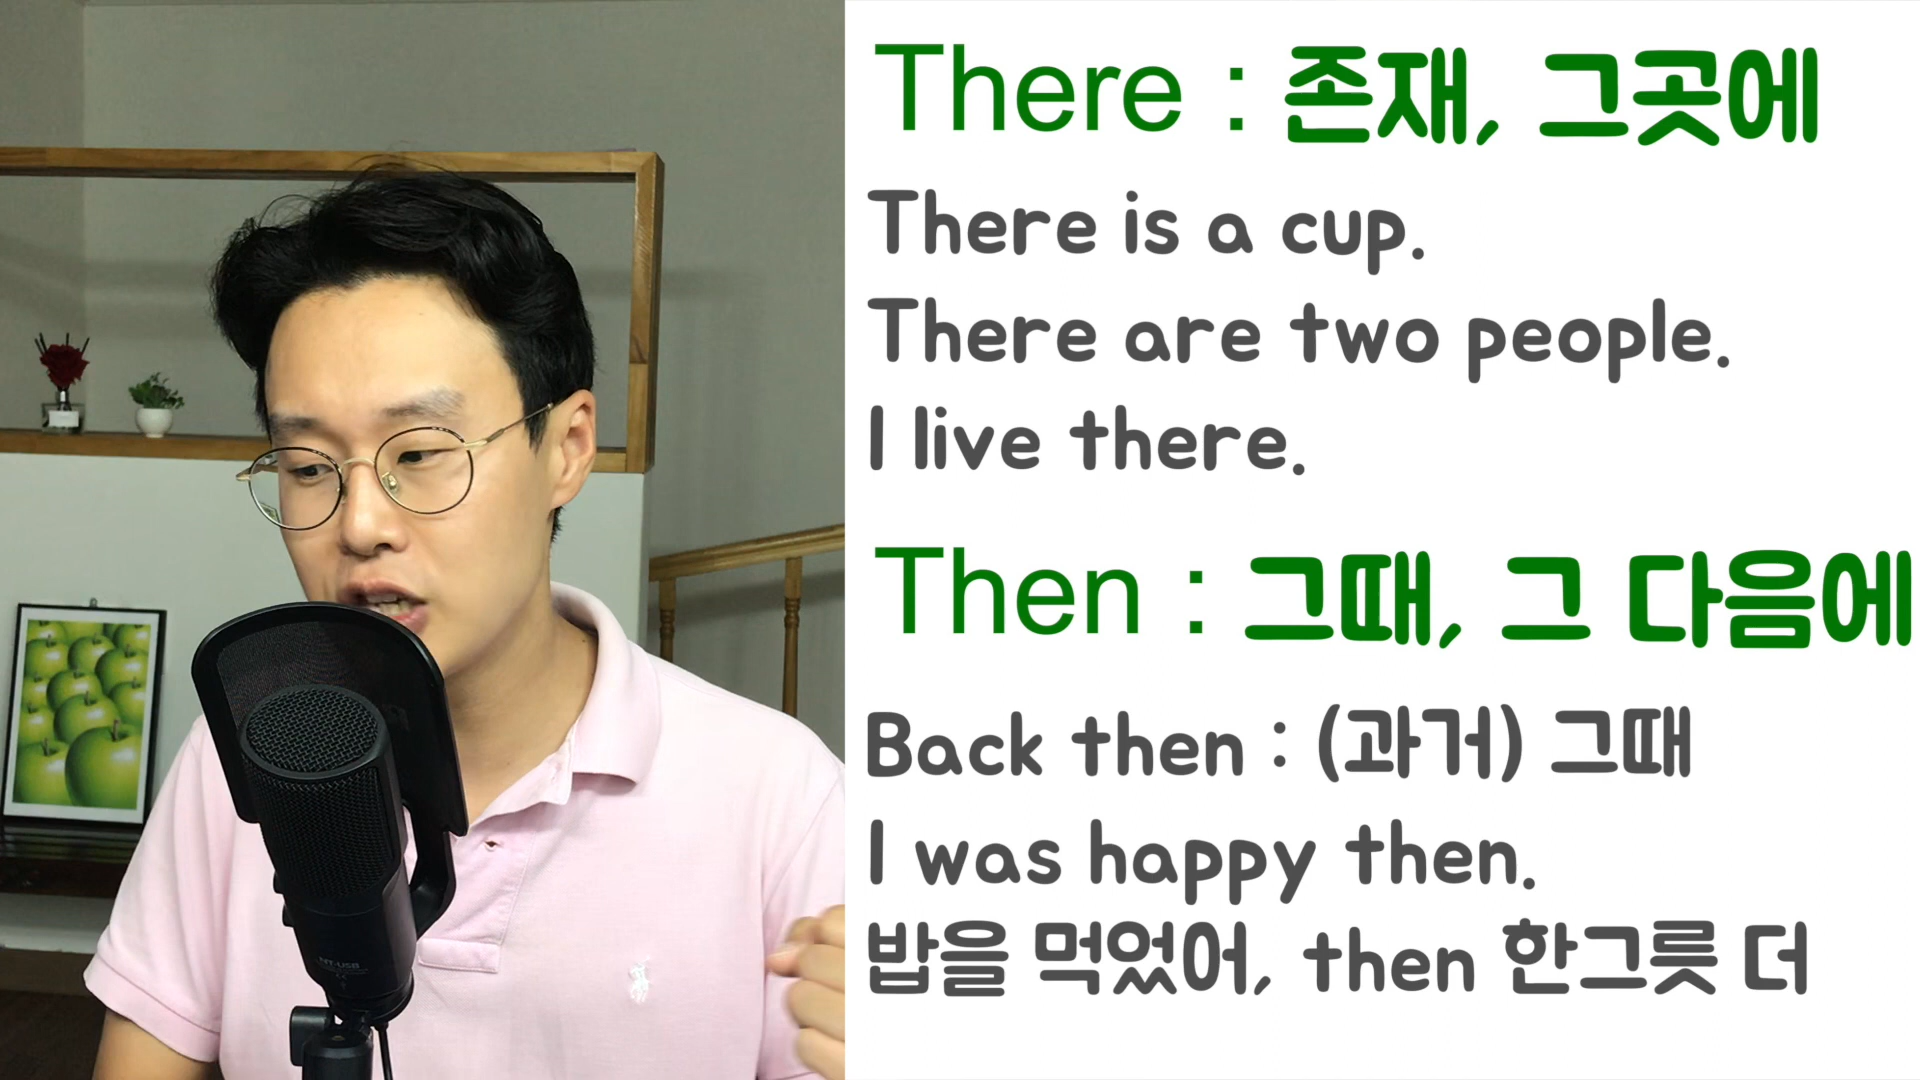 There : 존재, 그곳에
There is a cup.
There are two people.
I live there.
Then : 그때, 그 다음에
Back then : (과거) 그때
I was happy then.
밥을 먹었어, then 한그릇 더
NT-USB